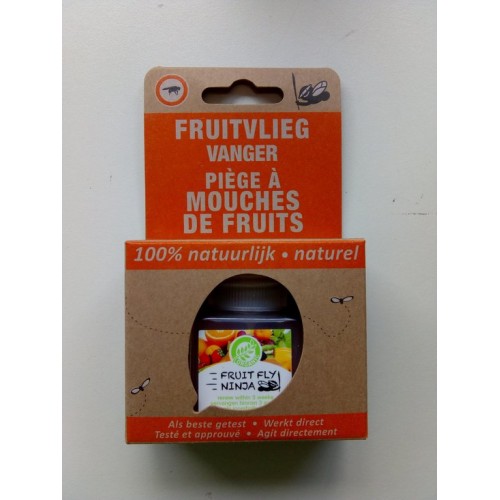 FRUITVLIEG
VANGER
PIÈGE À
MOUCHES
DE FRUITS
100% natuurlijk • naturel
FRUIT FLY
NINJA
Als beste getest • Werkt direct
Testé et approuvé • Agit directement